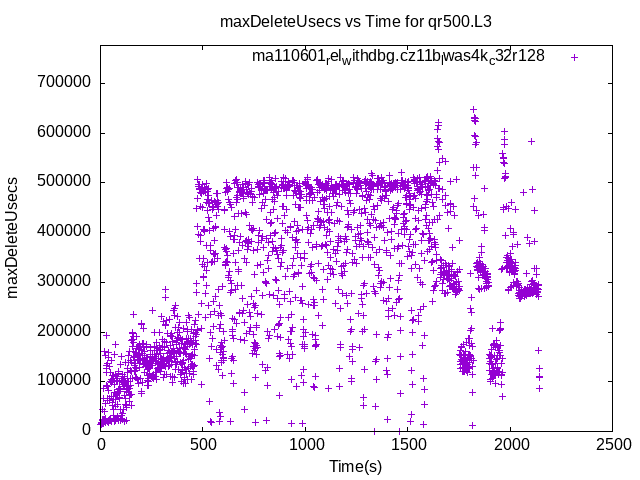 maxDeleteUsecs vs Time for qr500.L3
ma110601_rel_withdbg.cz11b_lwas4k_c32r128
maxDeleteUsecs
700000
600000
500000
400000
300000
200000
100000
0
0 500 1000 1500 2000 2500
Time(s)